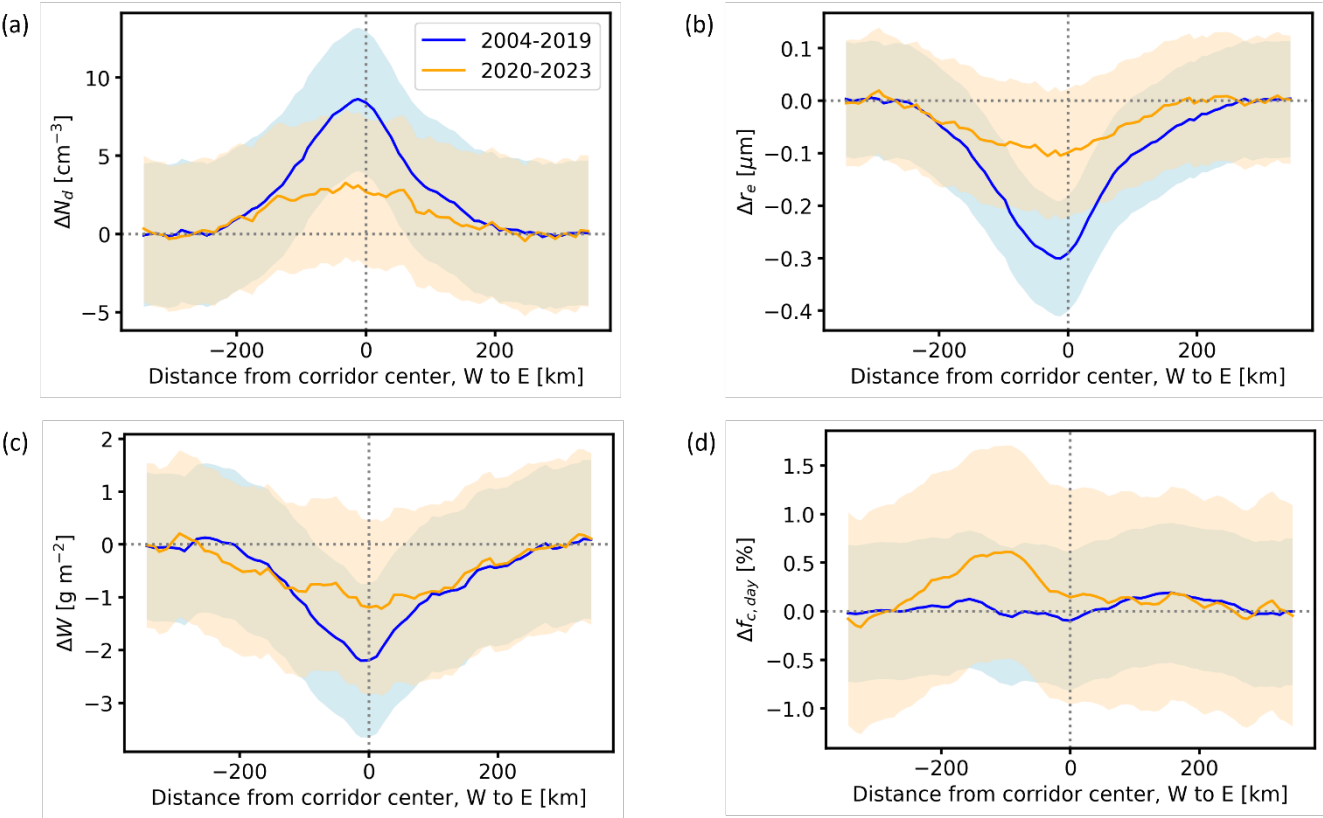 (a)
10
5
0
−5
ΔN_d [cm⁻³]
2004-2019
2020-2023
−200 0 200
Distance from corridor center, W to E [km]
(b)
0.1
0.0
−0.1
−0.2
−0.3
−0.4
Δr_e [μm]
−200 0 200
Distance from corridor center, W to E [km]
(c)
2
1
0
−1
−2
−3
ΔW [g m⁻²]
−200 0 200
Distance from corridor center, W to E [km]
(d)
1.5
1.0
0.5
0.0
−0.5
−1.0
Δf_{c,day} [%]
−200 0 200
Distance from corridor center, W to E [km]